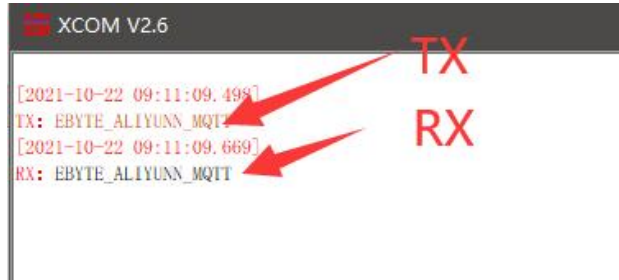 XCOM V2.6
TX
[2021-10-22 09:11:09.498]
TX: EBYTE_ALIYUNN_MQTT
RX
[2021-10-22 09:11:09.669]
RX: EBYTE_ALIYUNN_MQTT